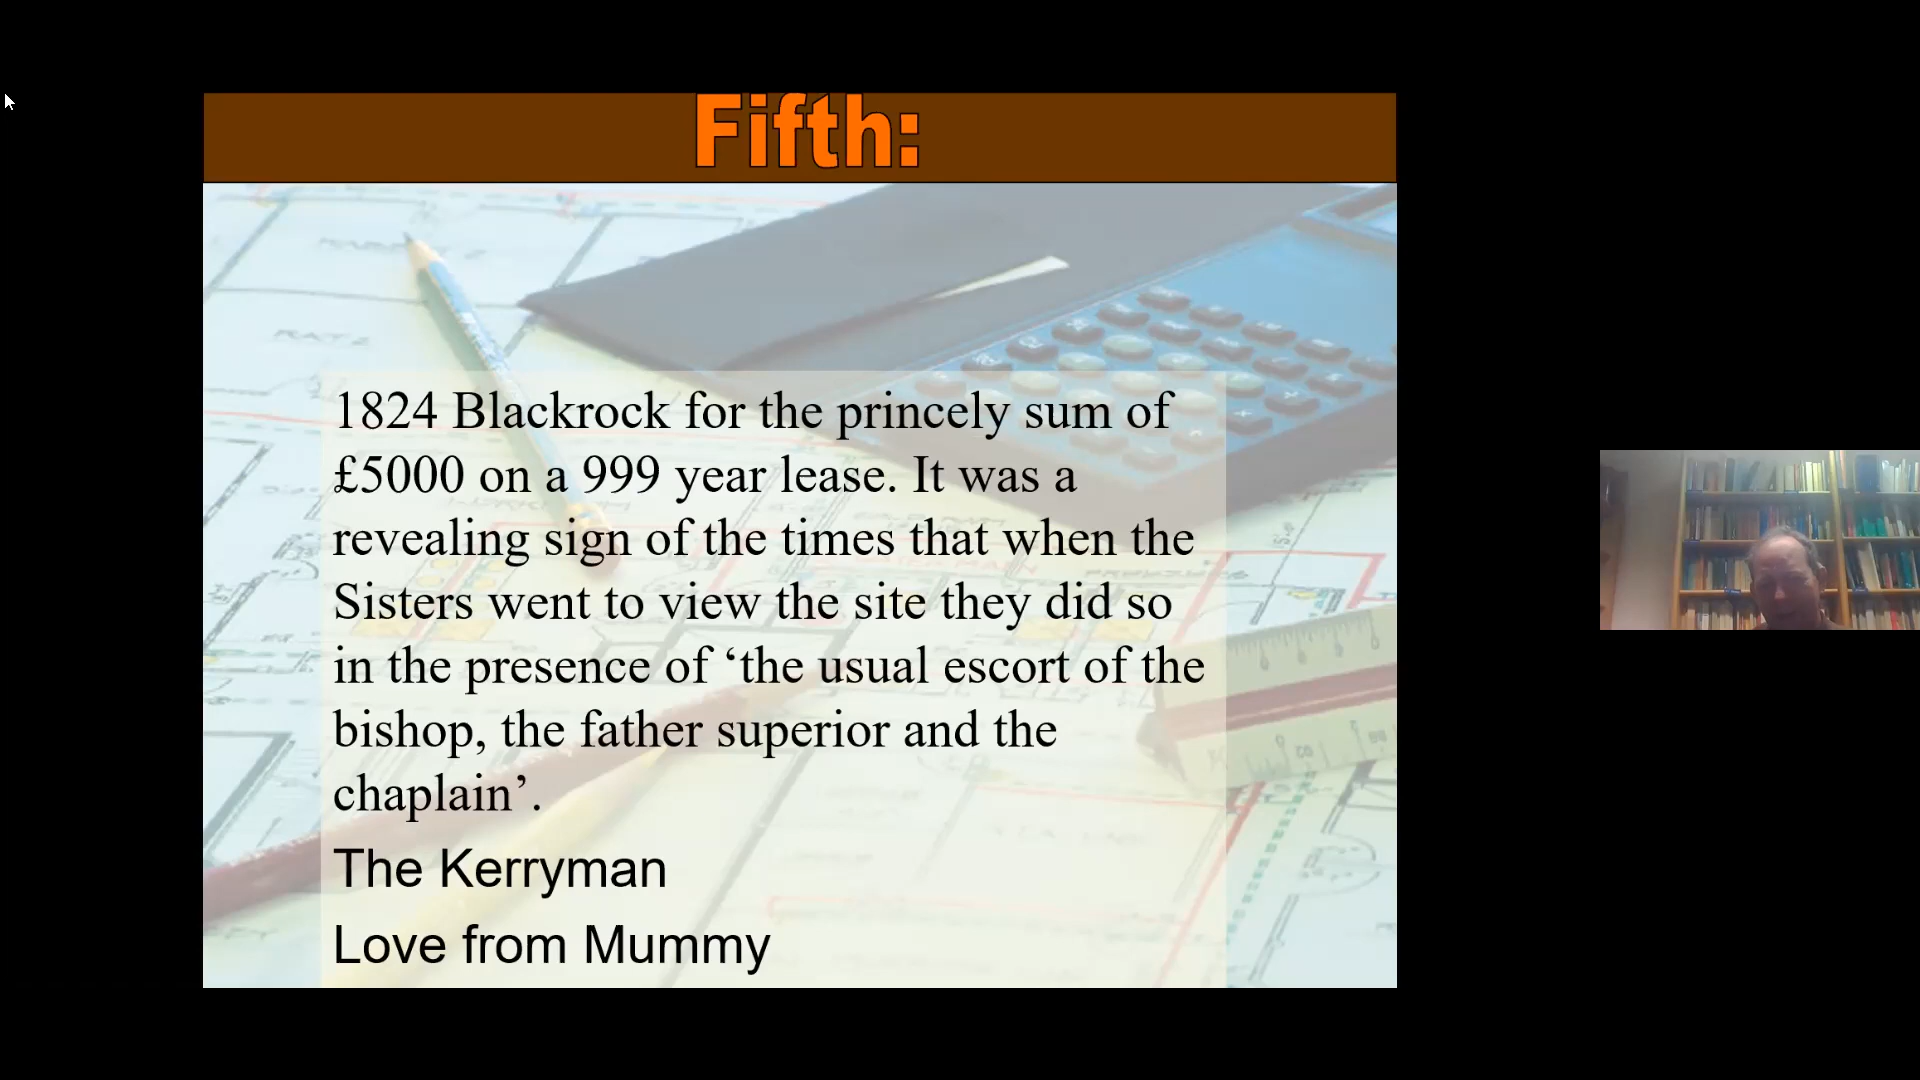 Fifth:
1824 Blackrock for the princely sum of
£5000 on a 999 year lease. It was a
revealing sign of the times that when the
Sisters went to view the site they did so
in the presence of ‘the usual escort of the
bishop, the father superior and the
chaplain’.
The Kerryman
Love from Mummy